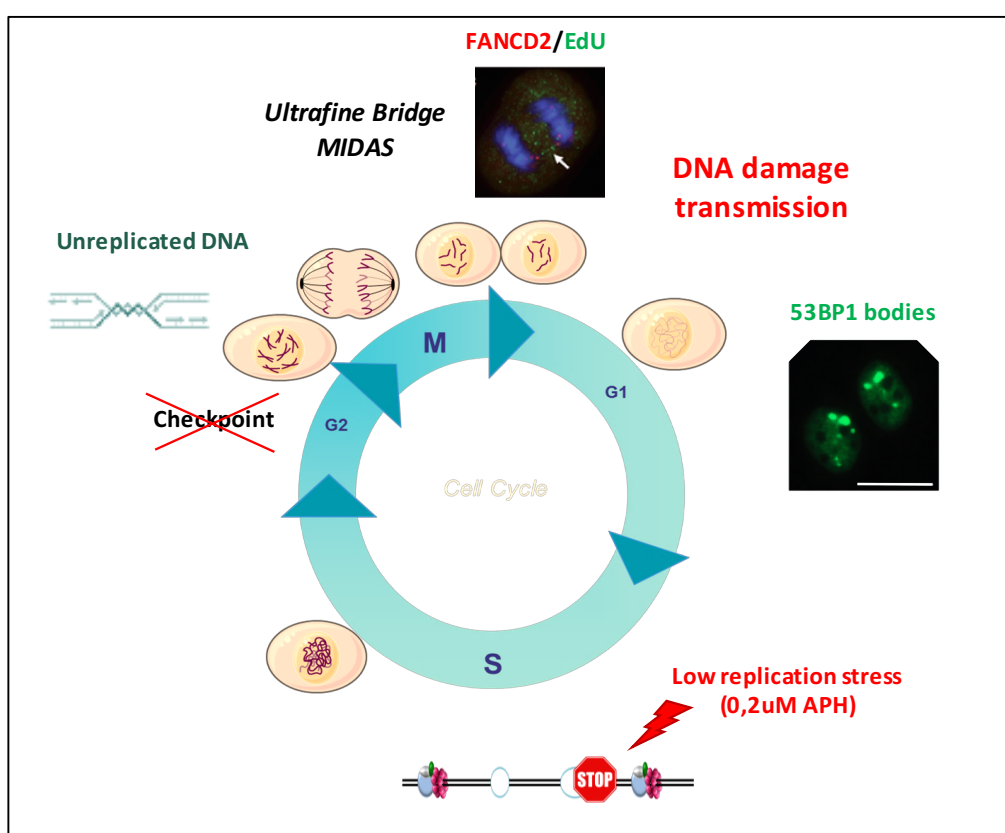 FANCD2/EdU
Ultrafine Bridge
MIDAS
DNA damage
transmission
Unreplicated DNA
53BP1 bodies
M
G1
Checkpoint
G2
Cell Cycle
S
Low replication stress
(0,2uM APH)
STOP